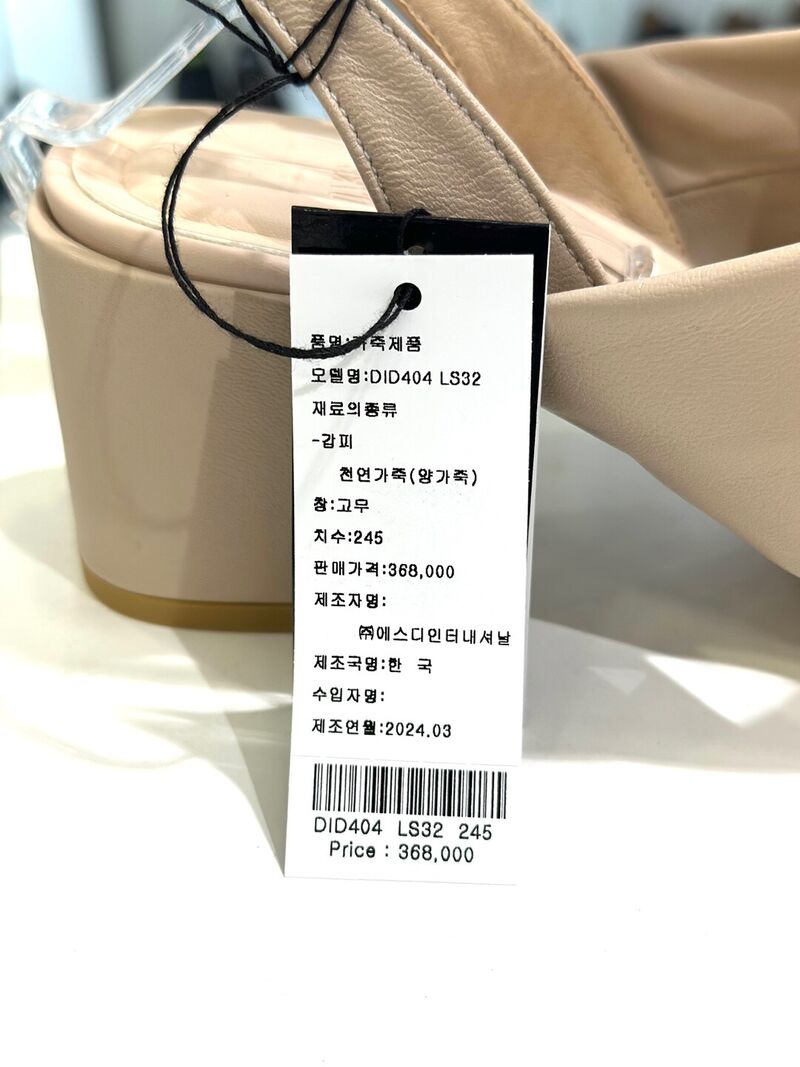 품명:가죽제품
모델명:DID404 LS32
재료의종류
-갑피
천연가죽(양가죽)
창:고무
치수:245
판매가격:368,000
제조자명:
㈜에스디인터내셔날
제조국명:한 국
수입자명:
제조연월:2024.03
DID404 LS32 245
Price : 368,000